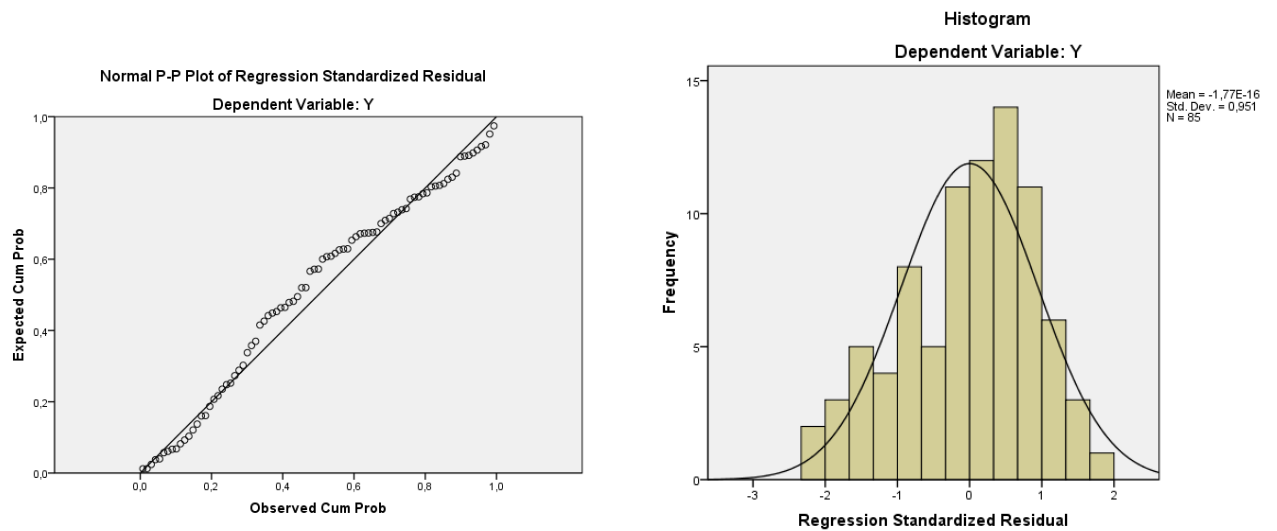 Normal P-P Plot of Regression Standardized Residual
Dependent Variable: Y
1,0
0,8
0,6
0,4
0,2
0,0
Expected Cum Prob
0,0 0,2 0,4 0,6 0,8 1,0
Observed Cum Prob
Histogram
Dependent Variable: Y
15
10
5
0
Frequency
-3 -2 -1 0 1 2
Regression Standardized Residual
Mean = -1,77E-16
Std. Dev. = 0,951
N = 85